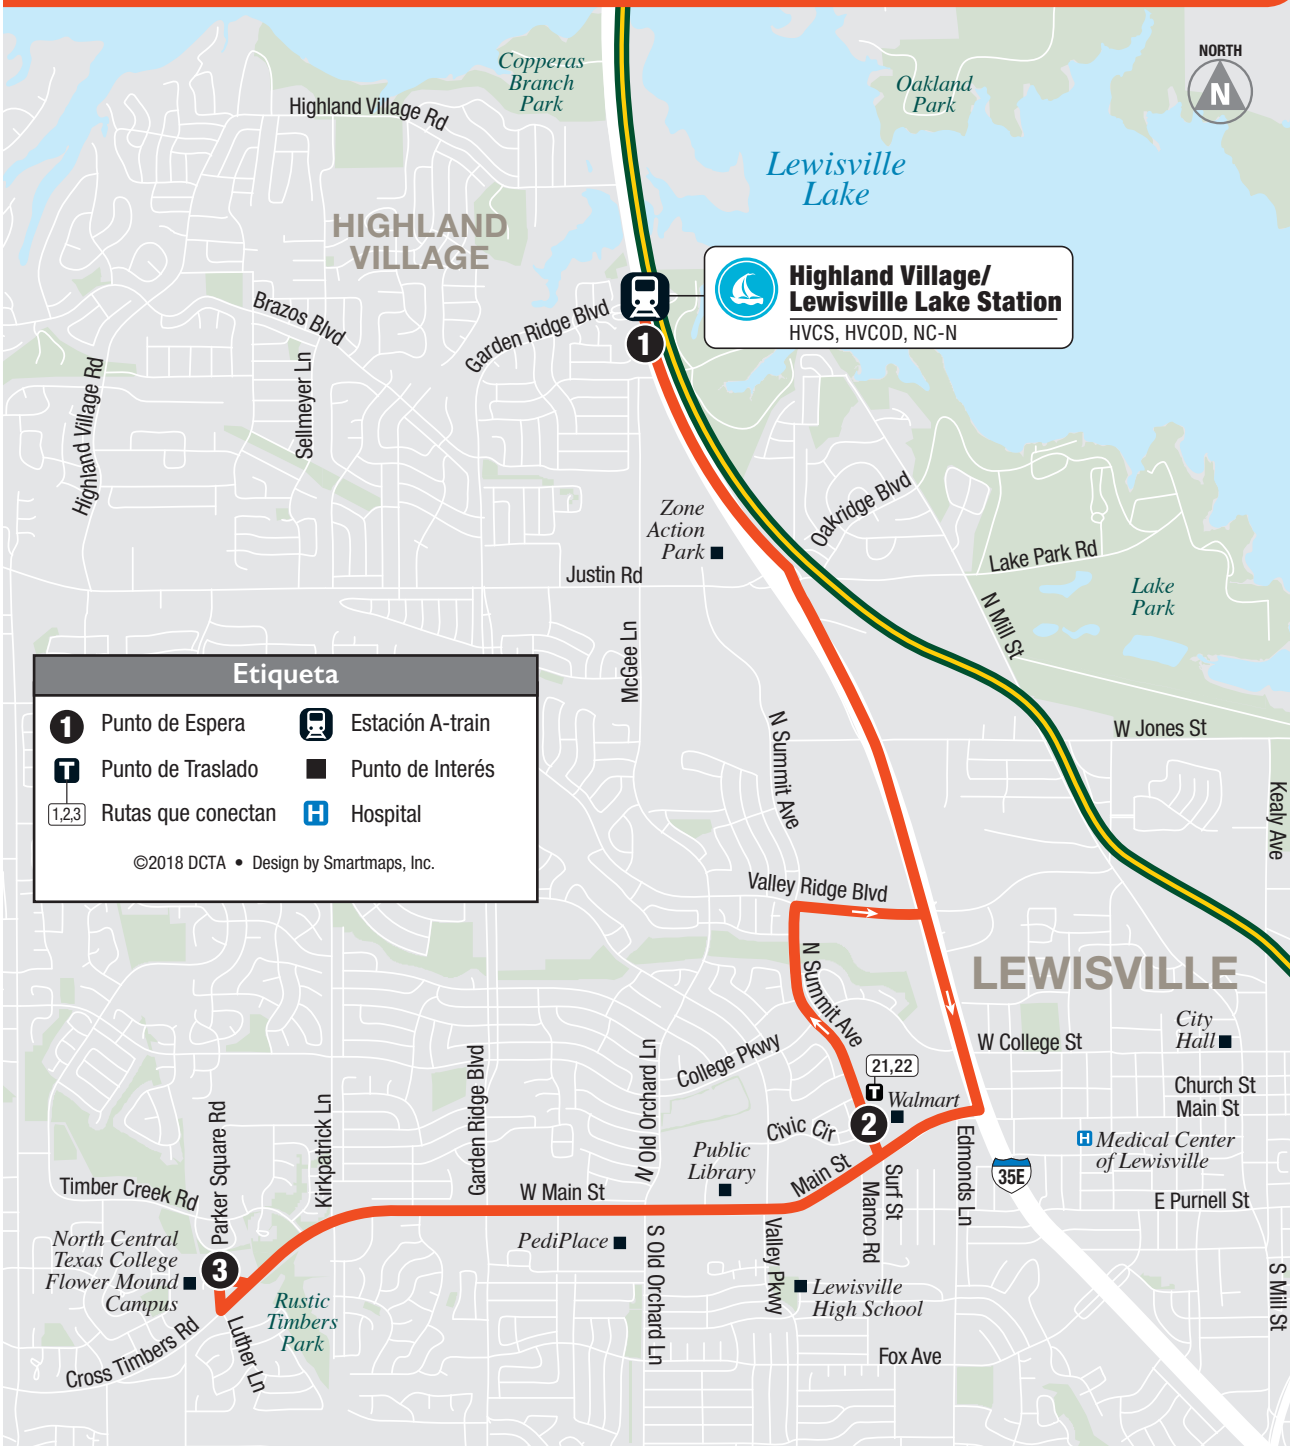 Copperas
Branch
Park
Highland Village Rd
Oakland
Park
NORTH
N
Lewisville
Lake
HIGHLAND
VILLAGE
Highland Village/
Lewisville Lake Station
HVCS, HVCOD, NC-N
Brazos Blvd
Garden Ridge Blvd
1
Highland Village Rd
Sellmeyer Ln
Zone
Action
Park
Oakridge Blvd
Justin Rd
Lake Park Rd
Lake
Park
N Mill St
McGee Ln
Etiqueta
1 Punto de Espera
Estación A-train
T Punto de Traslado
Punto de Interés
1,2,3 Rutas que conectan
H Hospital
©2018 DCTA • Design by Smartmaps, Inc.
N Summit Ave
W Jones St
Kealy Ave
Valley Ridge Blvd
N Summit Ave
LEWISVILLE
City
Hall
W College St
College Pkwy
21,22
T
Walmart
2
Civic Cir
Church St
Main St
H Medical Center
of Lewisville
Edmonds Ln
35E
E Purnell St
Public
Library
Main St
Surf St
Manco Rd
N Old Orchard Ln
Garden Ridge Blvd
Kirkpatrick Ln
Parker Square Rd
Timber Creek Rd
W Main St
PediPlace
S Old Orchard Ln
Valley Pkwy
Lewisville
High School
North Central
Texas College
Flower Mound
Campus
3
Rustic
Timbers
Park
Cross Timbers Rd
Luther Ln
Fox Ave
S Mill St